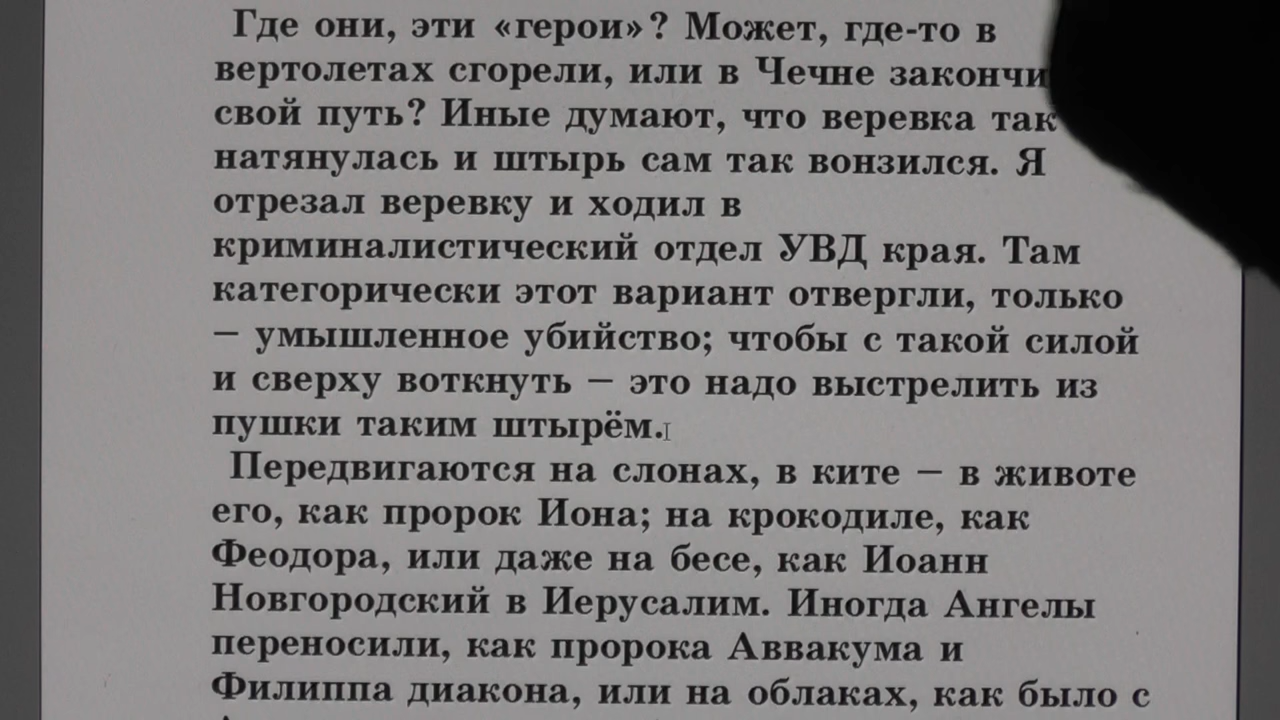 Где они, эти «герои»? Может, где-то в
вертолетах сгорели, или в Чечне
свой путь? Иные думают, что веревка так
натянулась и штырь сам так вонзился. Я
отрезал веревку и ходил в
криминалистический отдел УВД края. Там
категорически этот вариант отвергли, только
– умышленное убийство; чтобы с такой силой
и сверху воткнуть – это надо выстрелить из
пушки таким штырём.
Передвигаются на слонах, в ките – в животе
его, как пророк Иона; на крокодиле, как
Феодора, или даже на бесе, как Иоанн
Новгородский в Иерусалим. Иногда Ангелы
переносили, как пророка Аввакума и
Филиппа диакона, или на облаках, как было с